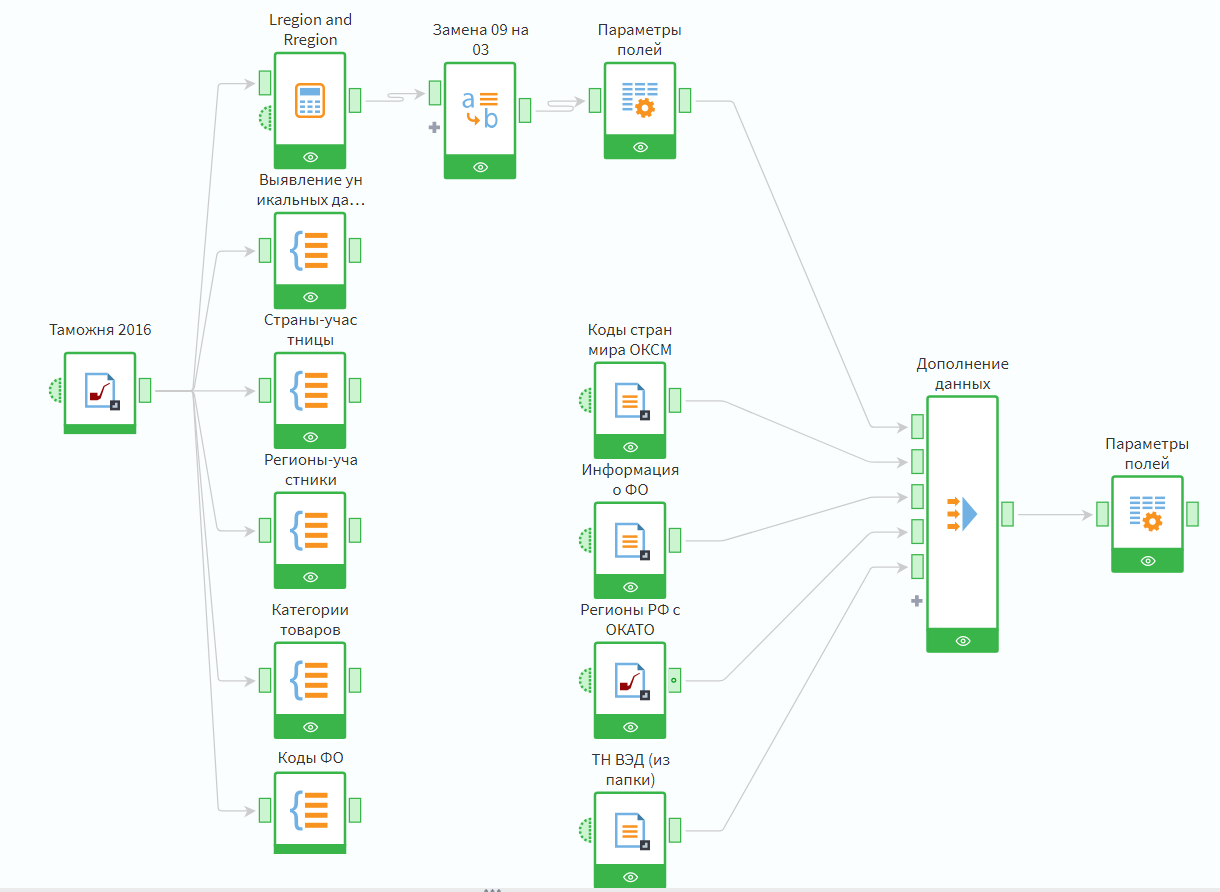 Lregion and
Rregion
Замена 09 на
03
Параметры
полей
a
b
Выявление ун
икальных да…
Таможня 2016
Страны-учас
тницы
Регионы-уча
стники
Категории
товаров
Коды ФО
Коды стран
мира ОКСМ
Информация
о ФО
Регионы РФ с
ОКАТО
ТН ВЭД (из
папки)
Дополнение
данных
Параметры
полей